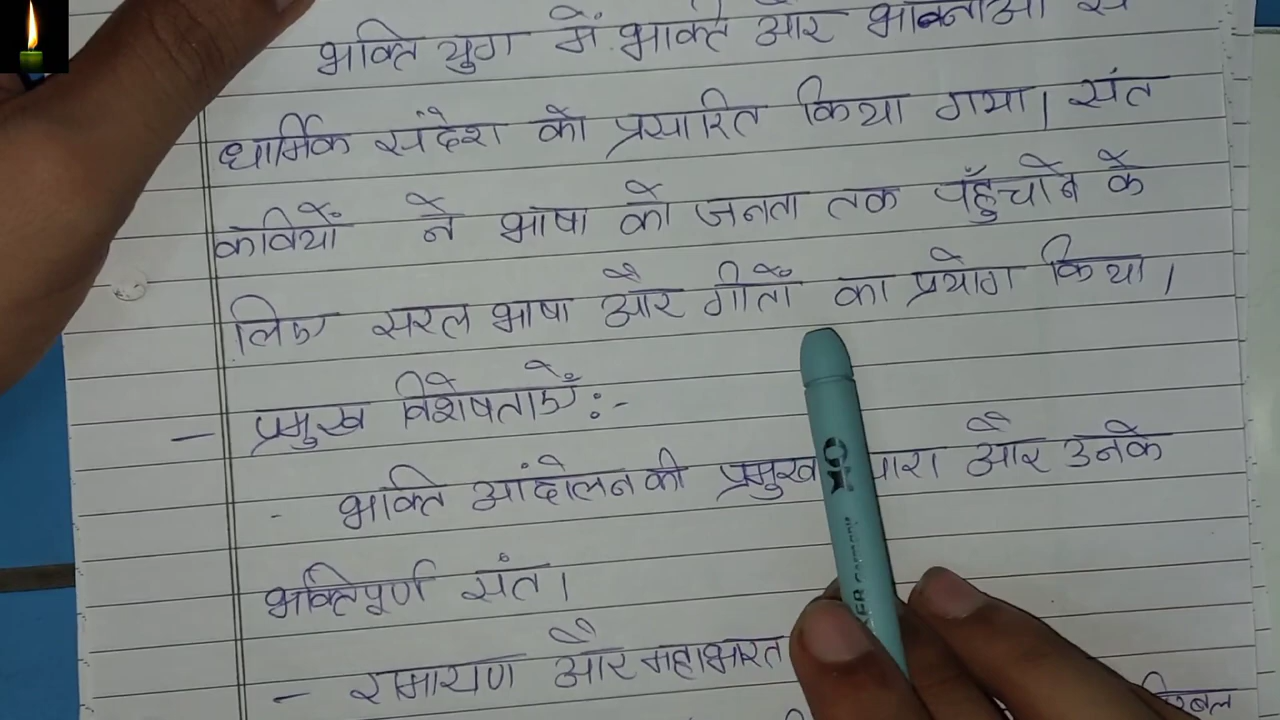 भक्ति युग में भक्ति और भावनाओं से
धार्मिक संदेश को प्रसारित किया गया। संत
कवियों ने भाषा को जनता तक पहुँचाने के
लिए सरल भाषा और गीतों का प्रयोग किया।
– प्रमुख विशेषताएँ:-
- भक्ति आंदोलन की प्रमुख और उनके
भक्तिपूर्ण संत।
– रामायण और महाभारत